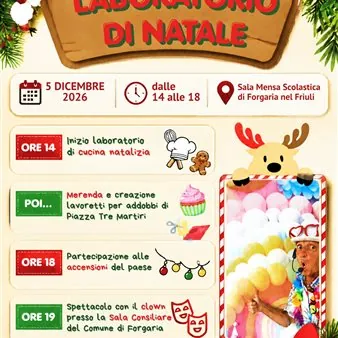 LABORATORIO
DI NATALE
5 DICEMBRE
2026
dalle
14 alle 18
Sala Mensa Scolastica
di Forgaria nel Friuli
ORE 14
Inizio laboratorio
di cucina natalizia
POI...
Merenda e creazione
lavoretti per addobbi di
Piazza Tre Martiri
ORE 18
Partecipazione alle
accensioni del paese
ORE 19
Spettacolo con il clown
presso la Sala Consiliare
del Comune di Forgaria